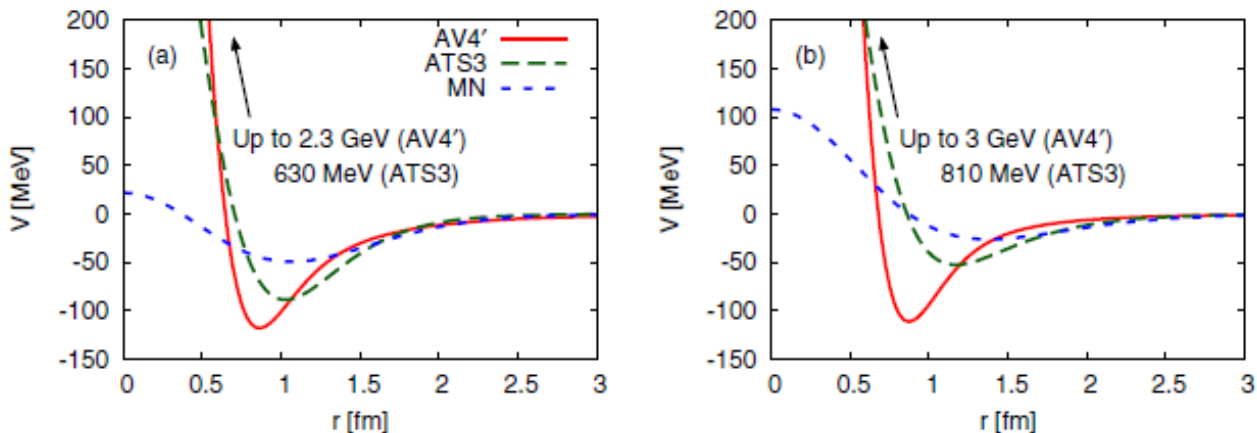 (a)
AV4′
ATS3
MN
Up to 2.3 GeV (AV4′)
630 MeV (ATS3)
V [MeV]
200
150
100
50
0
-50
-100
-150
0 0.5 1 1.5 2 2.5 3
r [fm]
(b)
Up to 3 GeV (AV4′)
810 MeV (ATS3)
V [MeV]
200
150
100
50
0
-50
-100
-150
0 0.5 1 1.5 2 2.5 3
r [fm]